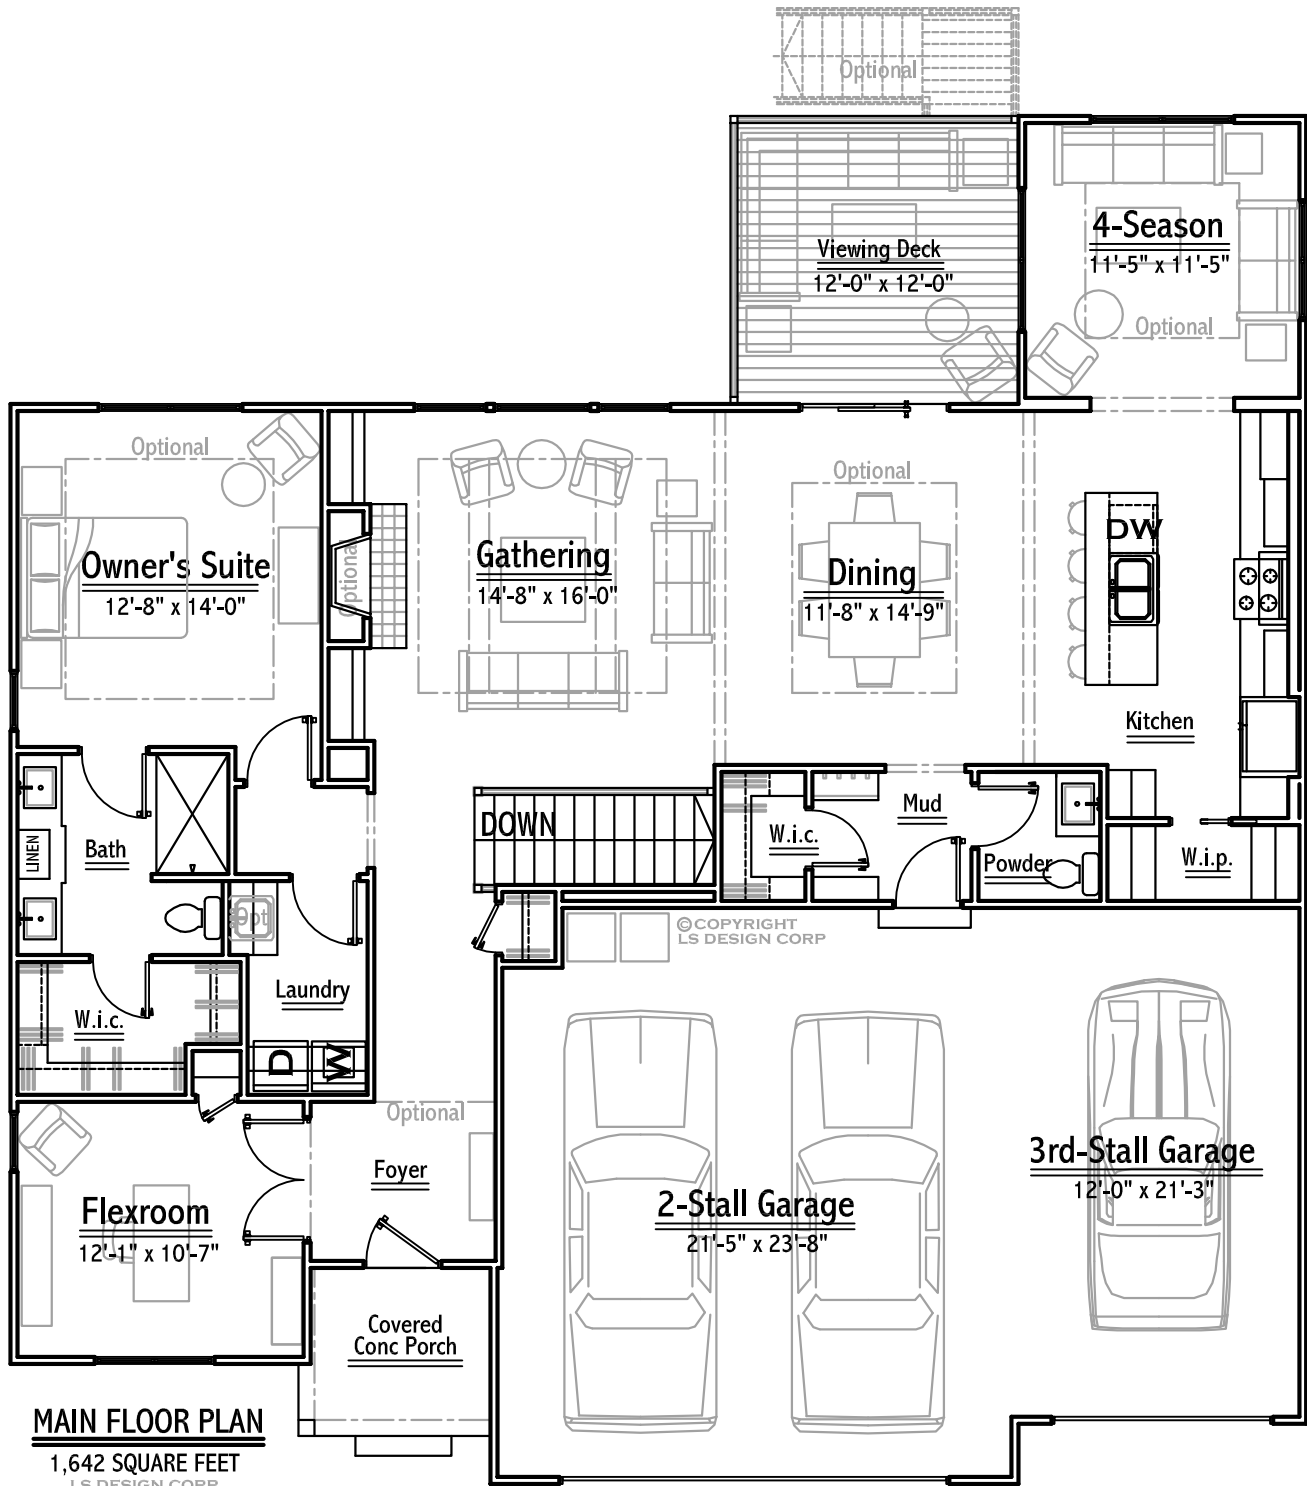 Optional
4-Season
11'-5" x 11'-5"
Viewing Deck
12'-0" x 12'-0"
Optional
Optional
Optional
DW
Owner's Suite
12'-8" x 14'-0"
Optional
Gathering
14'-8" x 16'-0"
Dining
11'-8" x 14'-9"
Kitchen
DOWN
W.i.c.
Mud
Powder
W.i.p.
LINEN
Bath
Opt
© COPYRIGHT
LS DESIGN CORP
Laundry
W.i.c.
D
W
Optional
Foyer
Flexroom
12'-1" x 10'-7"
2-Stall Garage
21'-5" x 23'-8"
3rd-Stall Garage
12'-0" x 21'-3"
Covered
Conc Porch
MAIN FLOOR PLAN
1,642 SQUARE FEET
LS DESIGN CORP